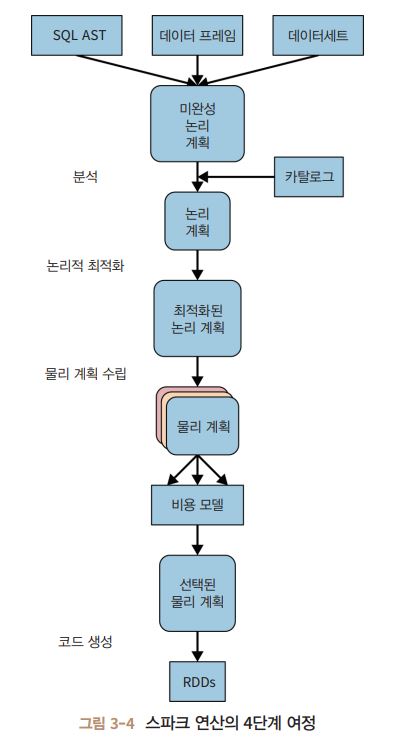 SQL AST
데이터 프레임
데이터세트
미완성
논리
계획
분석
카탈로그
논리
계획
논리적 최적화
최적화된
논리 계획
물리 계획 수립
물리 계획
비용 모델
선택된
물리 계획
코드 생성
RDDs
그림 3-4 스파크 연산의 4단계 여정